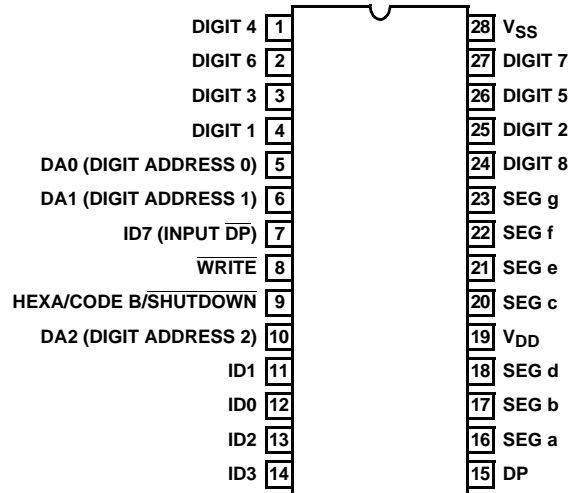 DIGIT 4 1
DIGIT 6 2
DIGIT 3 3
DIGIT 1 4
DA0 (DIGIT ADDRESS 0) 5
DA1 (DIGIT ADDRESS 1) 6
ID7 (INPUT D̅P̅) 7
W̅R̅I̅T̅E̅ 8
HEXA/CODE B/S̅H̅U̅T̅D̅O̅W̅N̅ 9
DA2 (DIGIT ADDRESS 2) 10
ID1 11
ID0 12
ID2 13
ID3 14
28 VSS
27 DIGIT 7
26 DIGIT 5
25 DIGIT 2
24 DIGIT 8
23 SEG g
22 SEG f
21 SEG e
20 SEG c
19 VDD
18 SEG d
17 SEG b
16 SEG a
15 DP